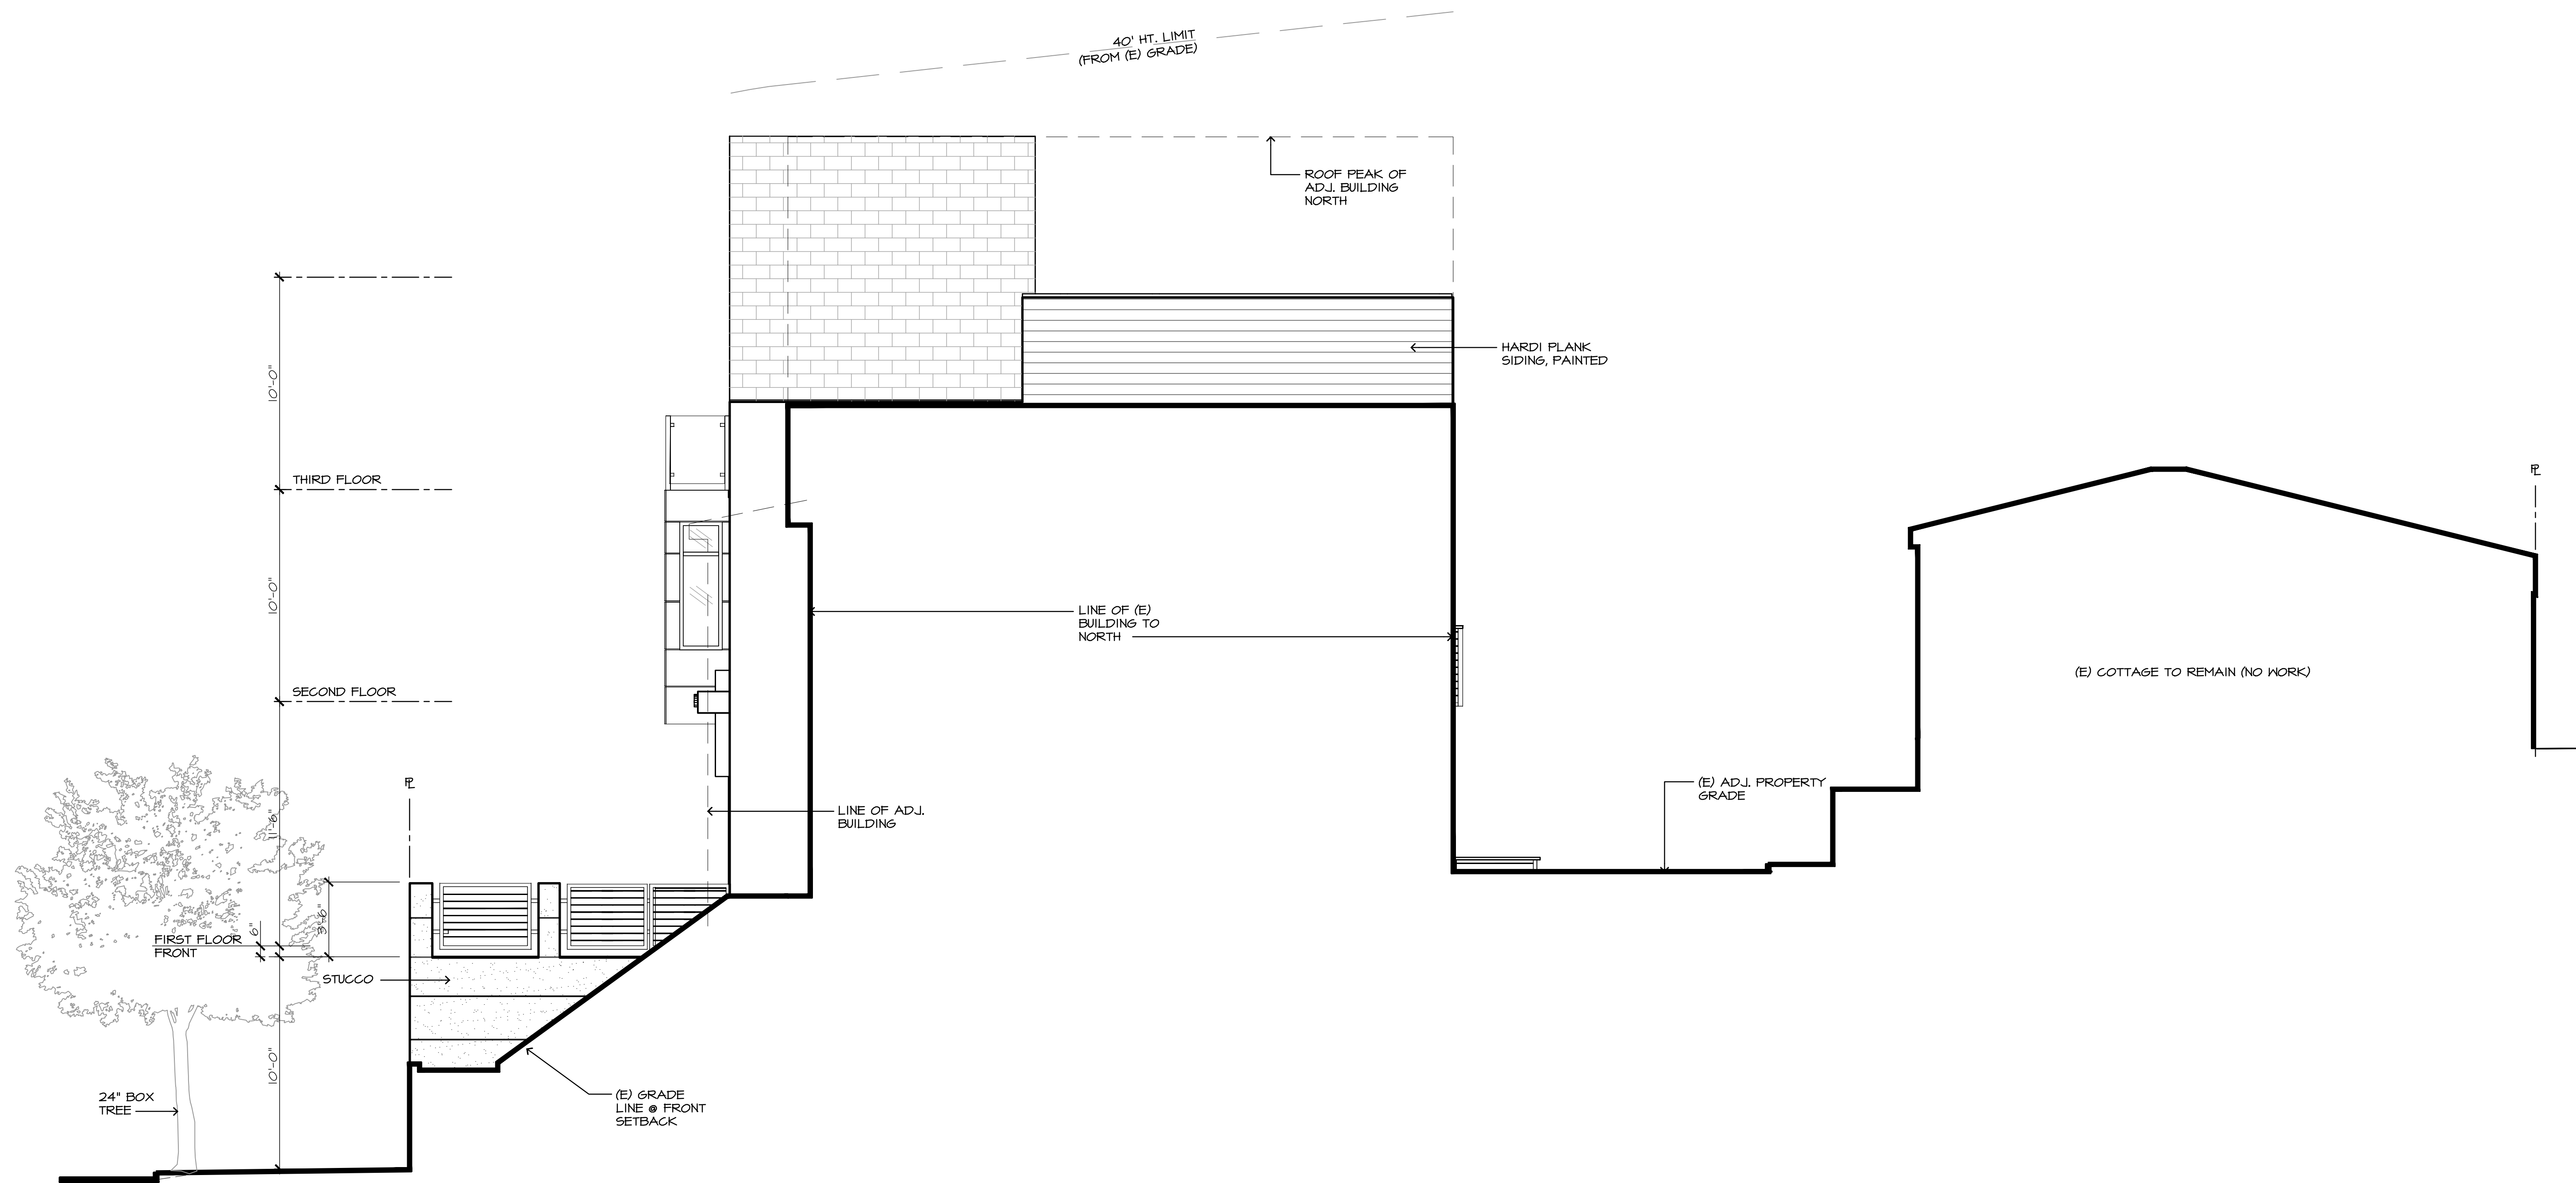 40' HT. LIMIT
(FROM (E) GRADE)
ROOF PEAK OF
ADJ. BUILDING
NORTH
HARDI PLANK
SIDING, PAINTED
10'-0"
THIRD FLOOR
10'-0"
SECOND FLOOR
LINE OF (E)
BUILDING TO
NORTH
PL
(E) COTTAGE TO REMAIN (NO WORK)
PL
(E) ADJ. PROPERTY
GRADE
LINE OF ADJ.
BUILDING
11'-6"
3'-6"
6"
FIRST FLOOR
FRONT
STUCCO
10'-0"
24" BOX
TREE
(E) GRADE
LINE @ FRONT
SETBACK